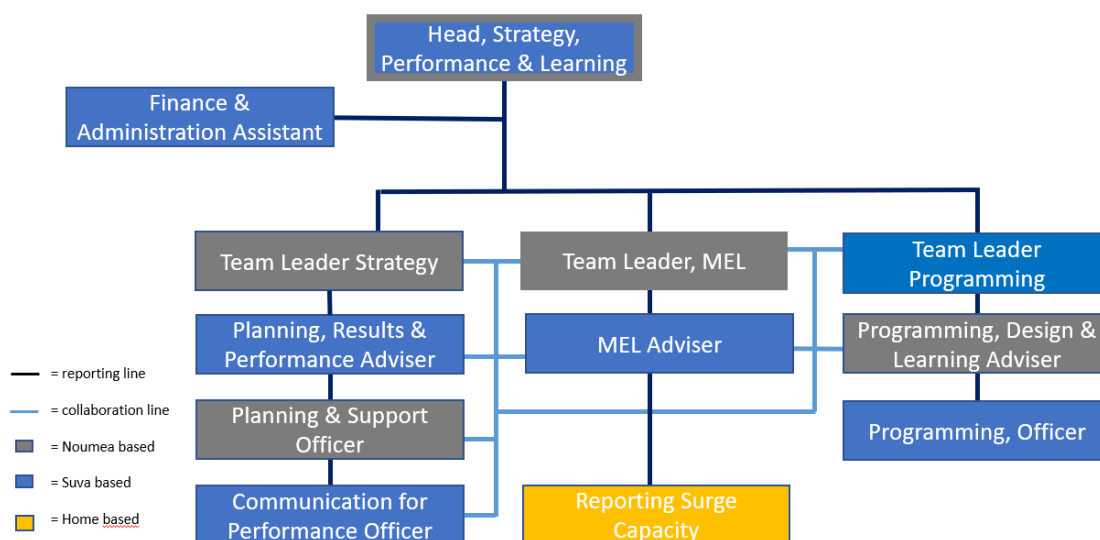 Head, Strategy,
Performance & Learning
Finance &
Administration Assistant
Team Leader Strategy
Team Leader, MEL
Team Leader
Programming
Planning, Results &
Performance Adviser
MEL Adviser
Programming, Design &
Learning Adviser
Planning & Support
Officer
Programming, Officer
Communication for
Performance Officer
Reporting Surge
Capacity
= reporting line
= collaboration line
= Noumea based
= Suva based
= Home based